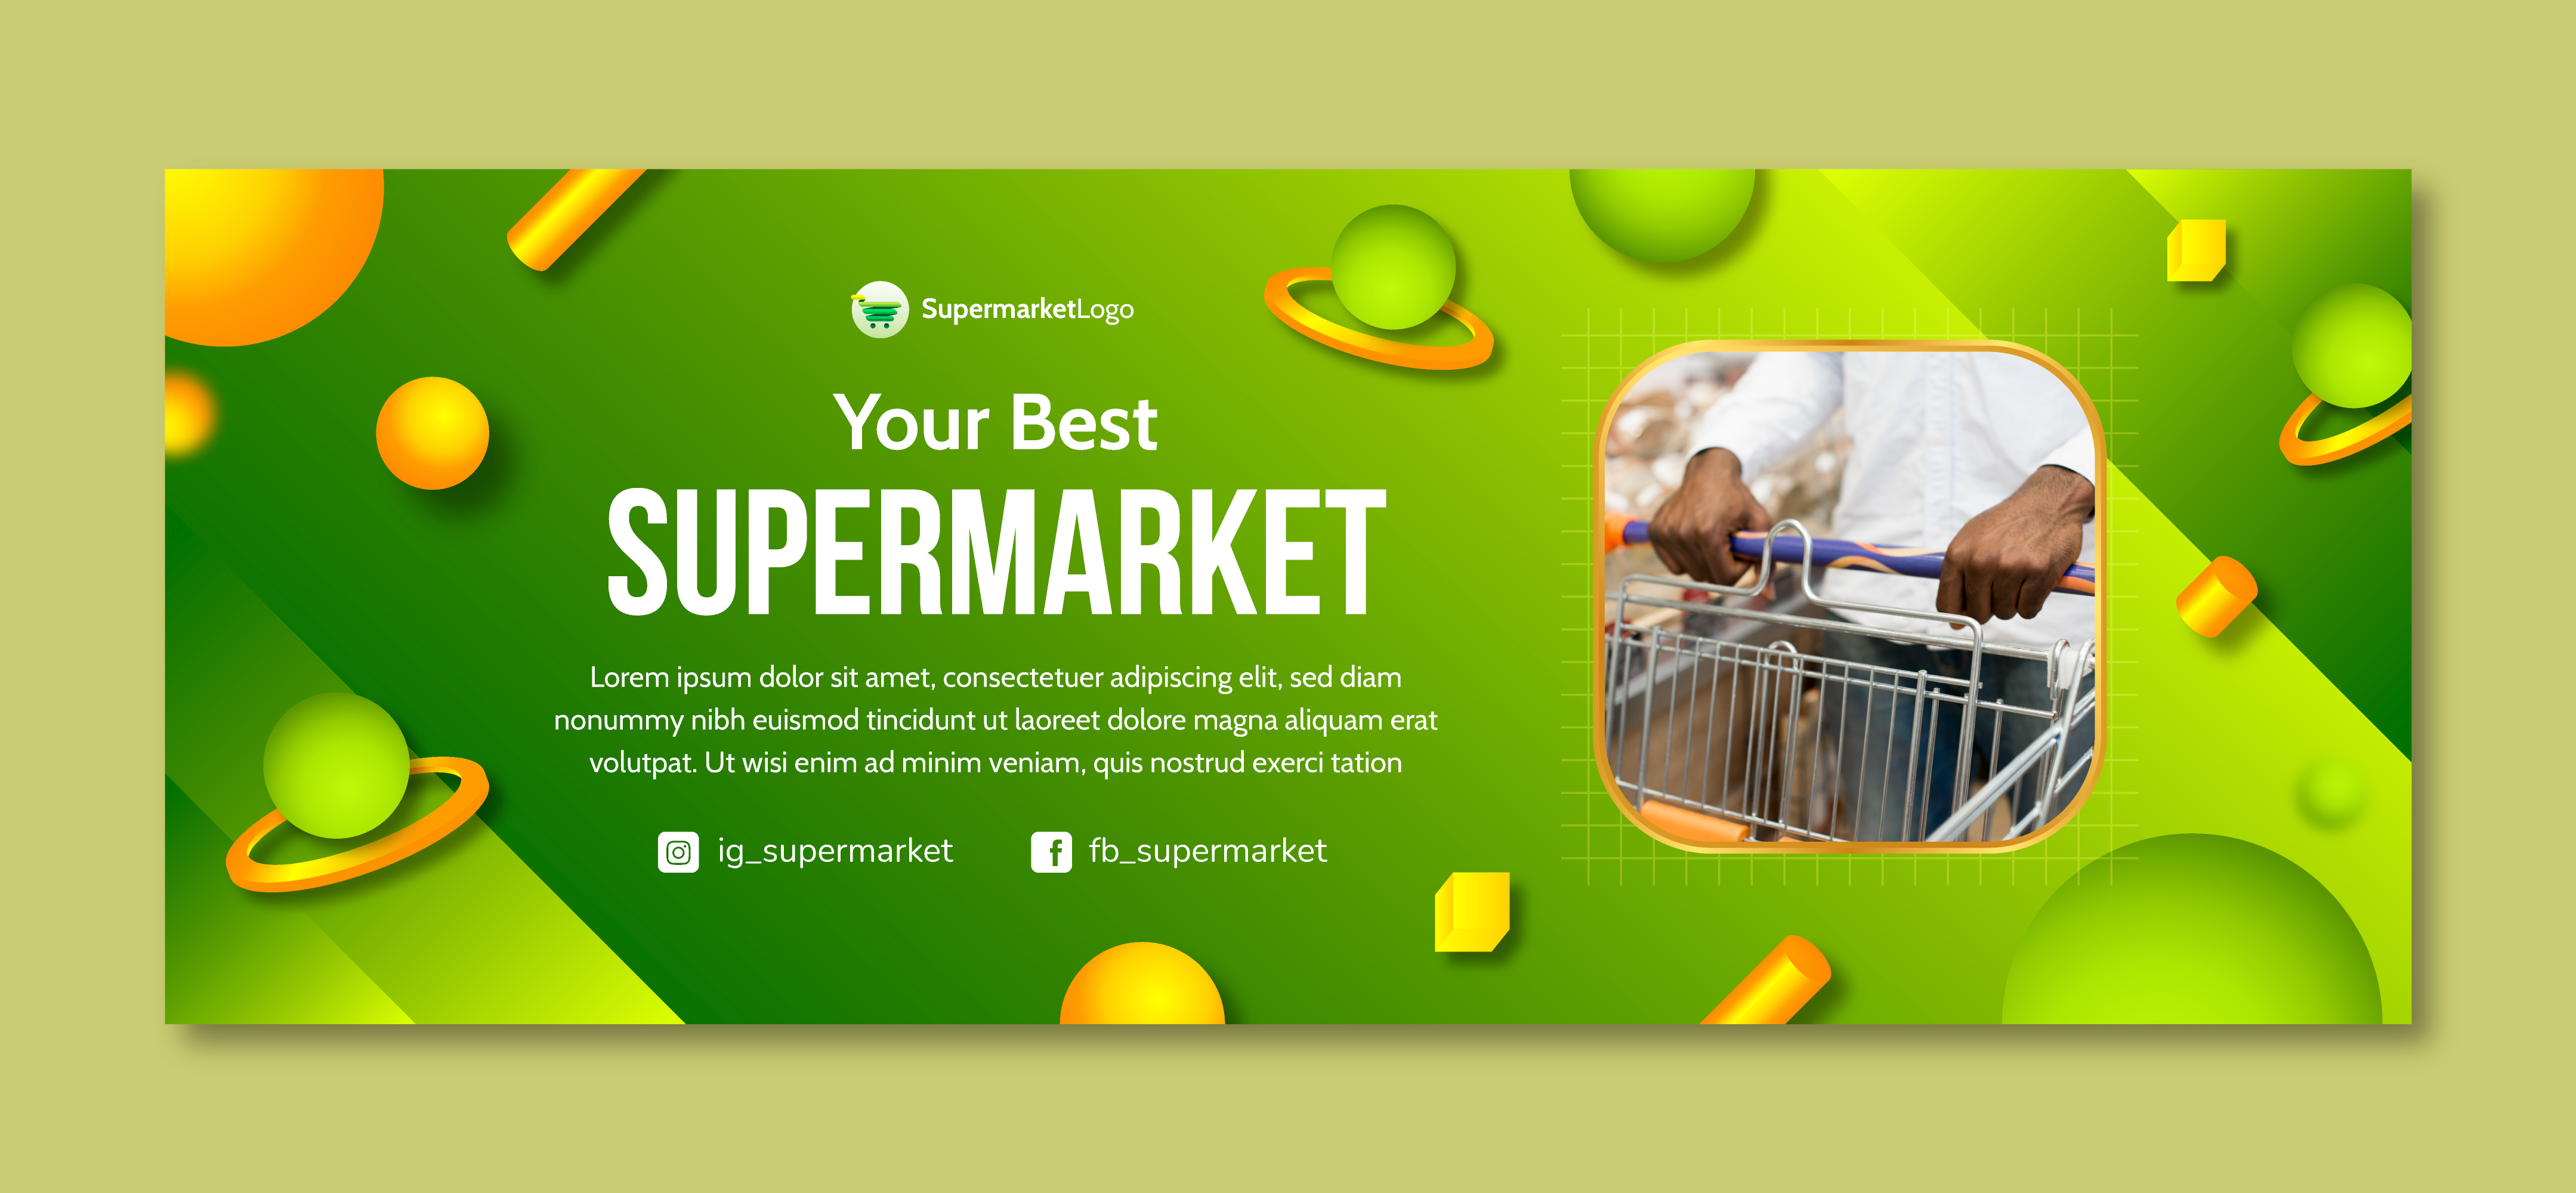 SupermarketLogo
Your Best
SUPERMARKET
Lorem ipsum dolor sit amet, consectetuer adipiscing elit, sed diam
nonummy nibh euismod tincidunt ut laoreet dolore magna aliquam erat
volutpat. Ut wisi enim ad minim veniam, quis nostrud exerci tation
ig_supermarket
fb_supermarket